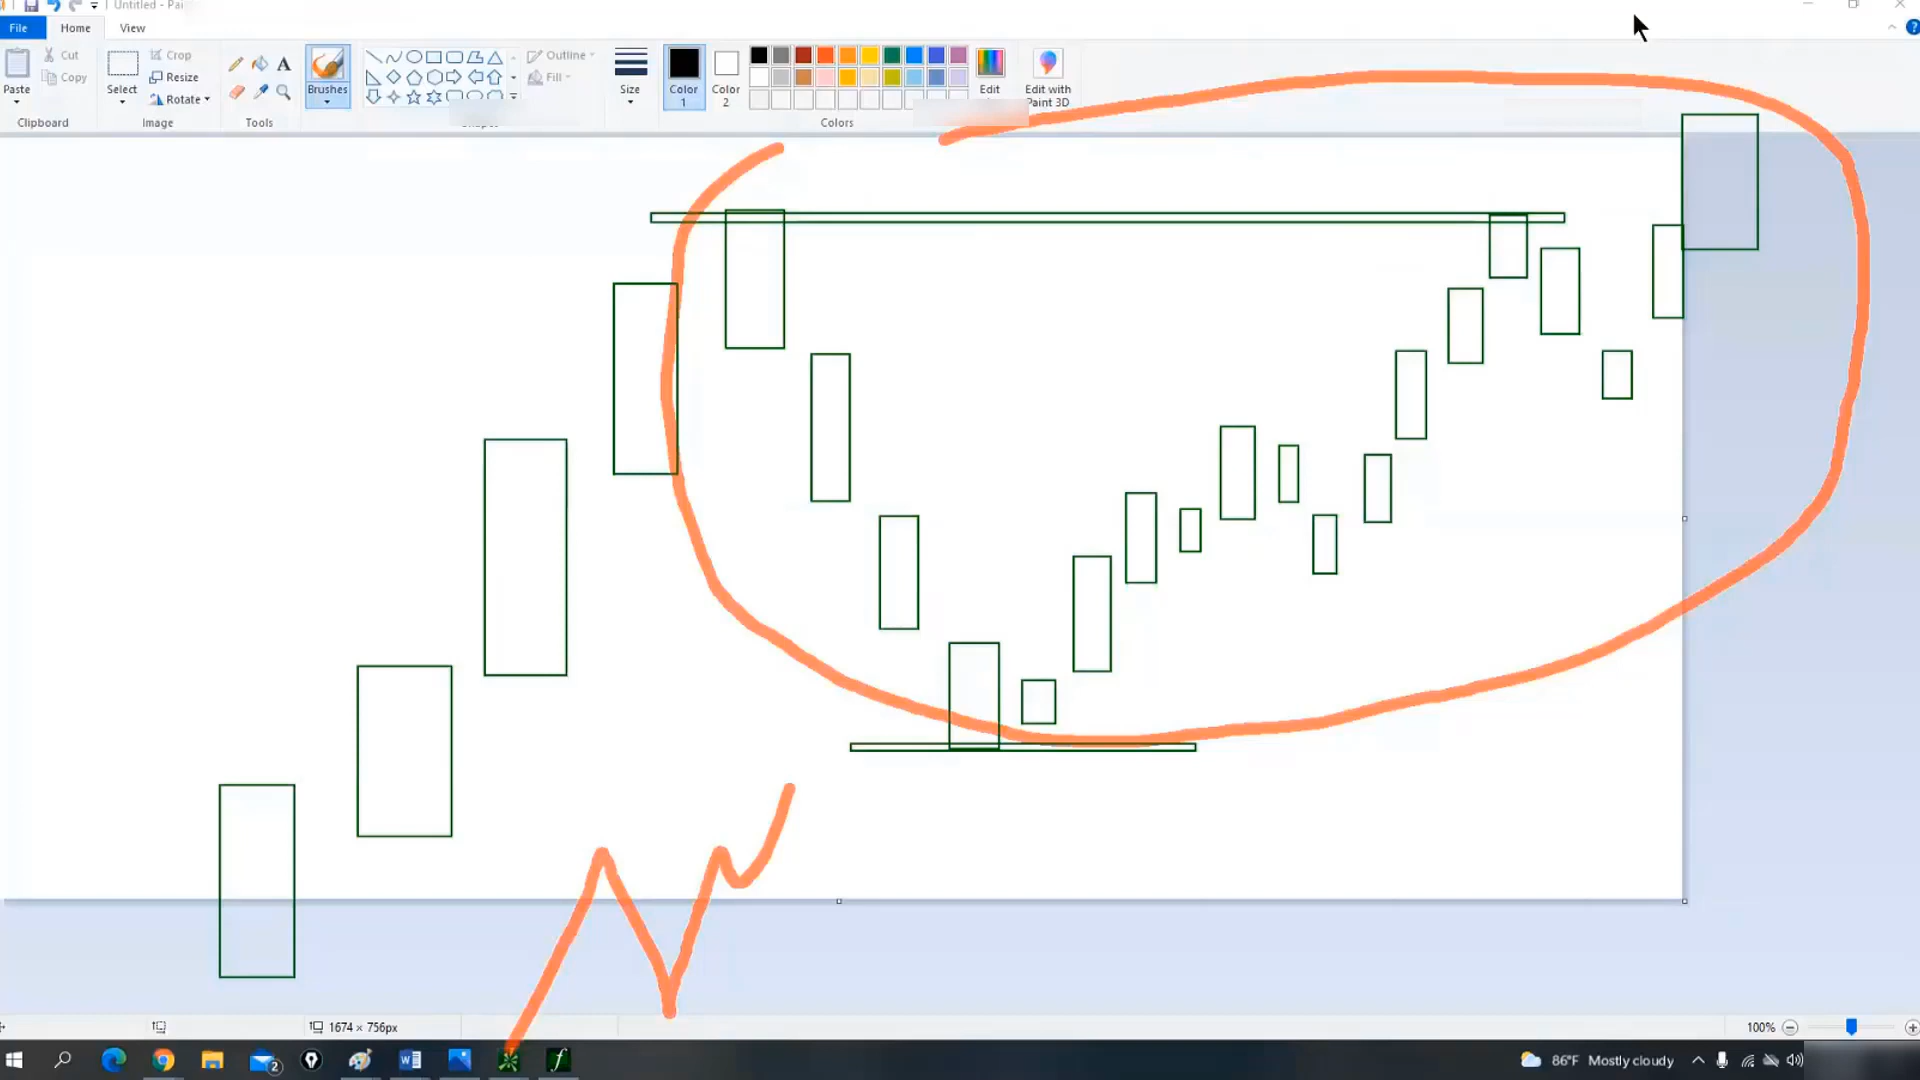 Untitled - Pai
File Home View
Paste
Cut
Copy
Clipboard
Select
Crop
Resize
Rotate
Image
Tools
Brushes
Outline
Fill
Size
Color 1
Color 2
Colors
Edit
Edit with Paint 3D
1674 × 756px
100%
2
86°F Mostly cloudy